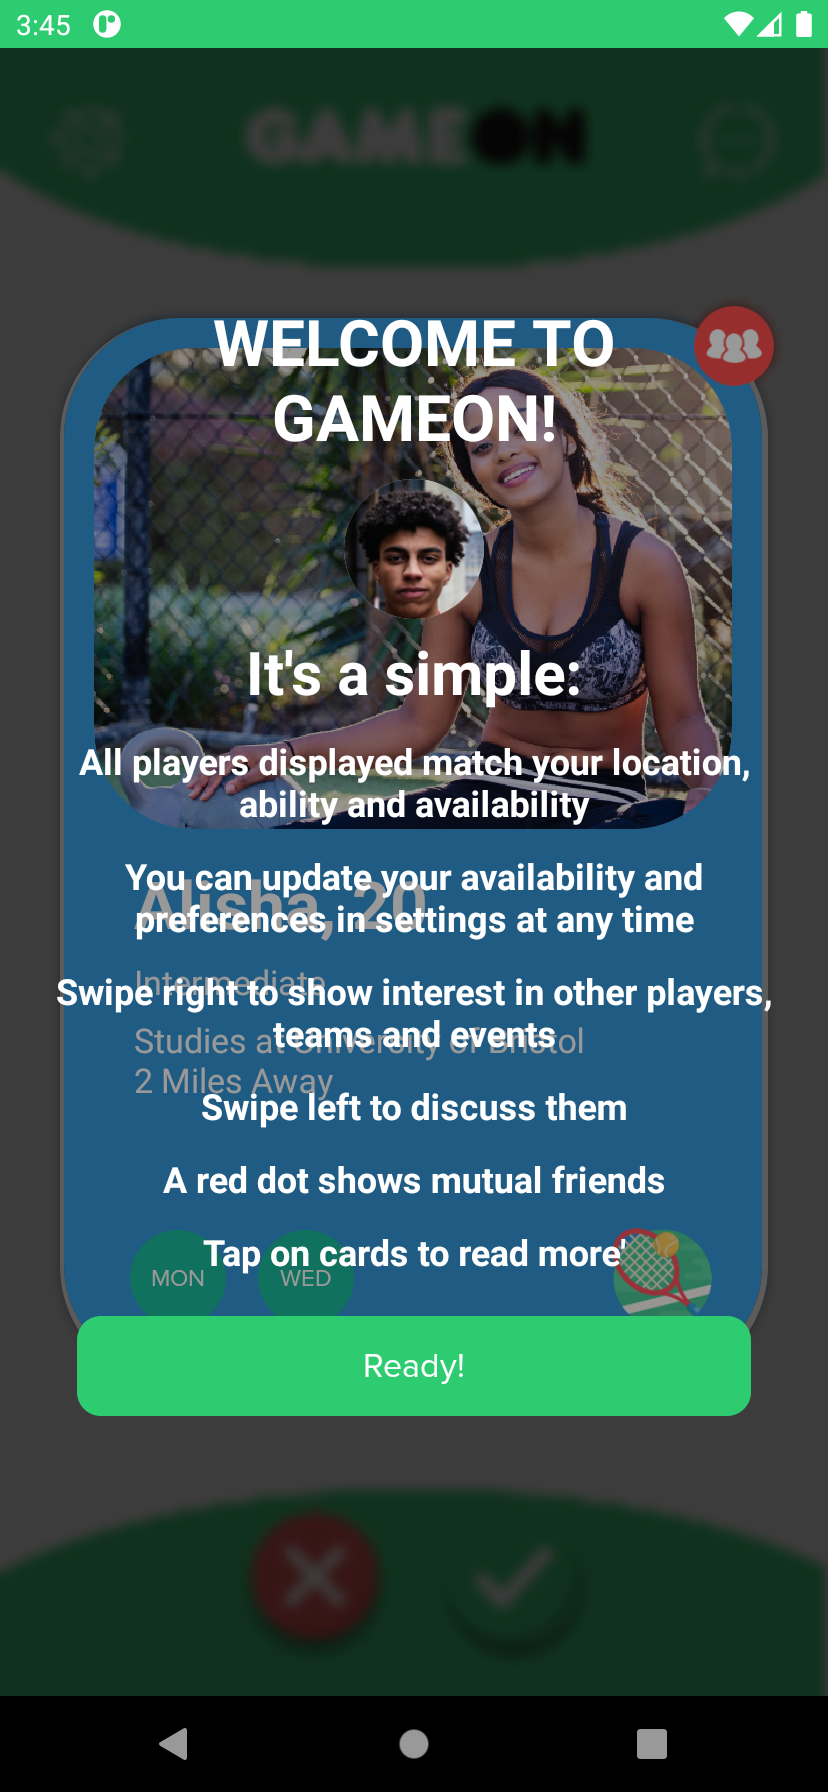 3:45
GAMEON
WELCOME TO
GAMEON!
It's a simple:
All players displayed match your location,
ability and availability
You can update your availability and
preferences in settings at any time
Alisha, 20
Intermediate
Swipe right to show interest in other players,
teams and events
Studies at University of Bristol
2 Miles Away
Swipe left to discuss them
A red dot shows mutual friends
Tap on cards to read more'
MON
WED
Ready!